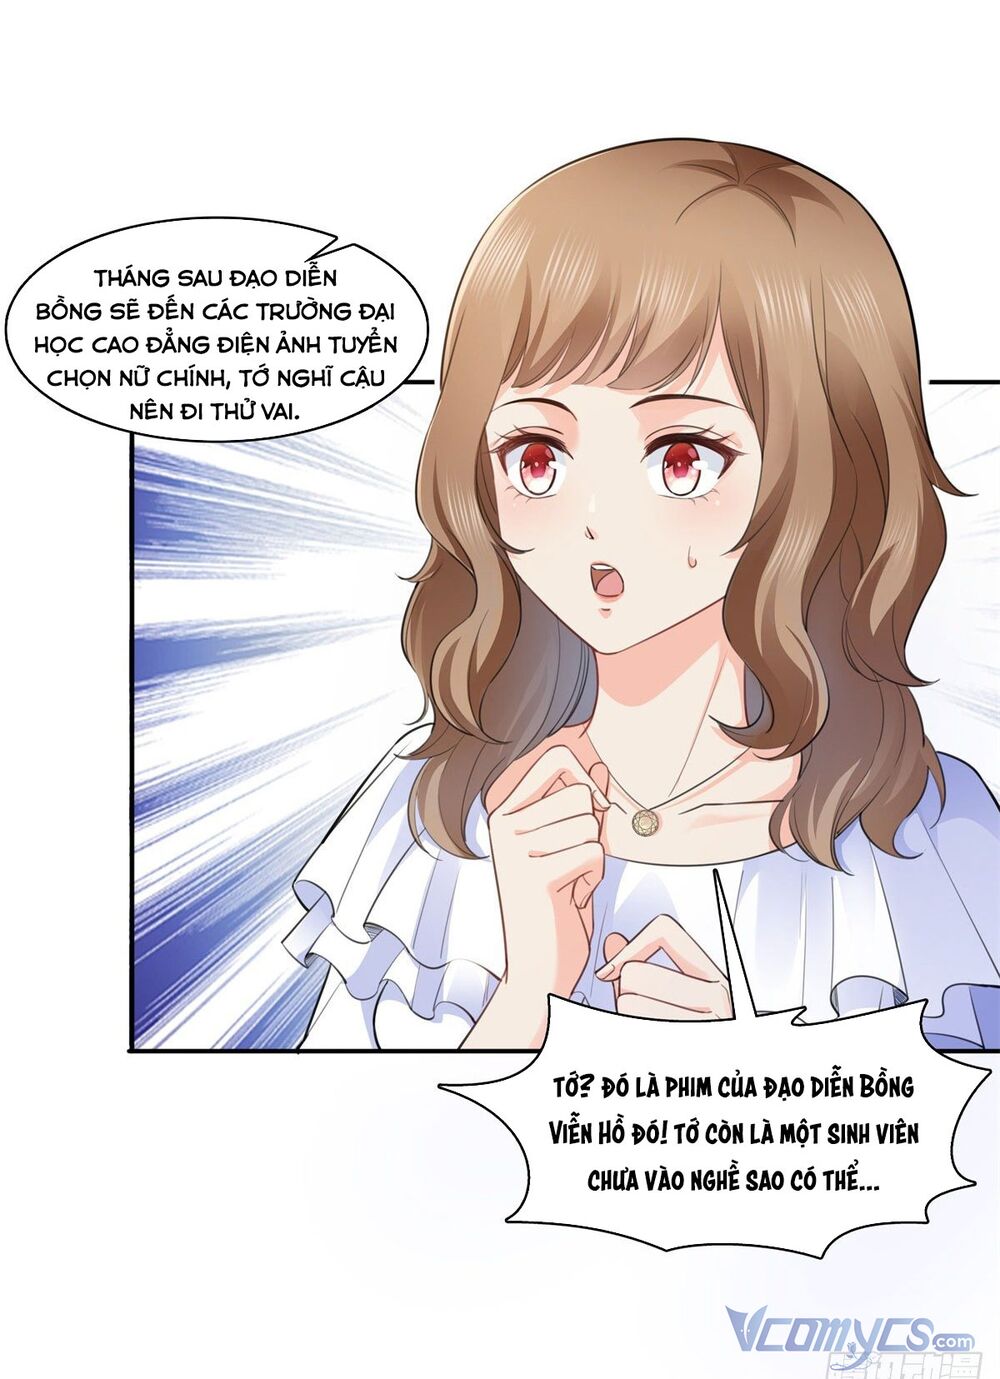 THÁNG SAU ĐẠO DIỄN
BỒNG SẼ ĐẾN CÁC TRƯỜNG ĐẠI
HỌC CAO ĐẲNG ĐIỆN ẢNH TUYỂN
CHỌN NỮ CHÍNH, TỚ NGHĨ CẬU
NÊN ĐI THỬ VAI.
TỚ? ĐÓ LÀ PHIM CỦA ĐẠO DIỄN BỒNG
VIỄN HỒ ĐÓ! TỚ CÒN LÀ MỘT SINH VIÊN
CHƯA VÀO NGHỀ SAO CÓ THỂ...
VCOMYCS.com